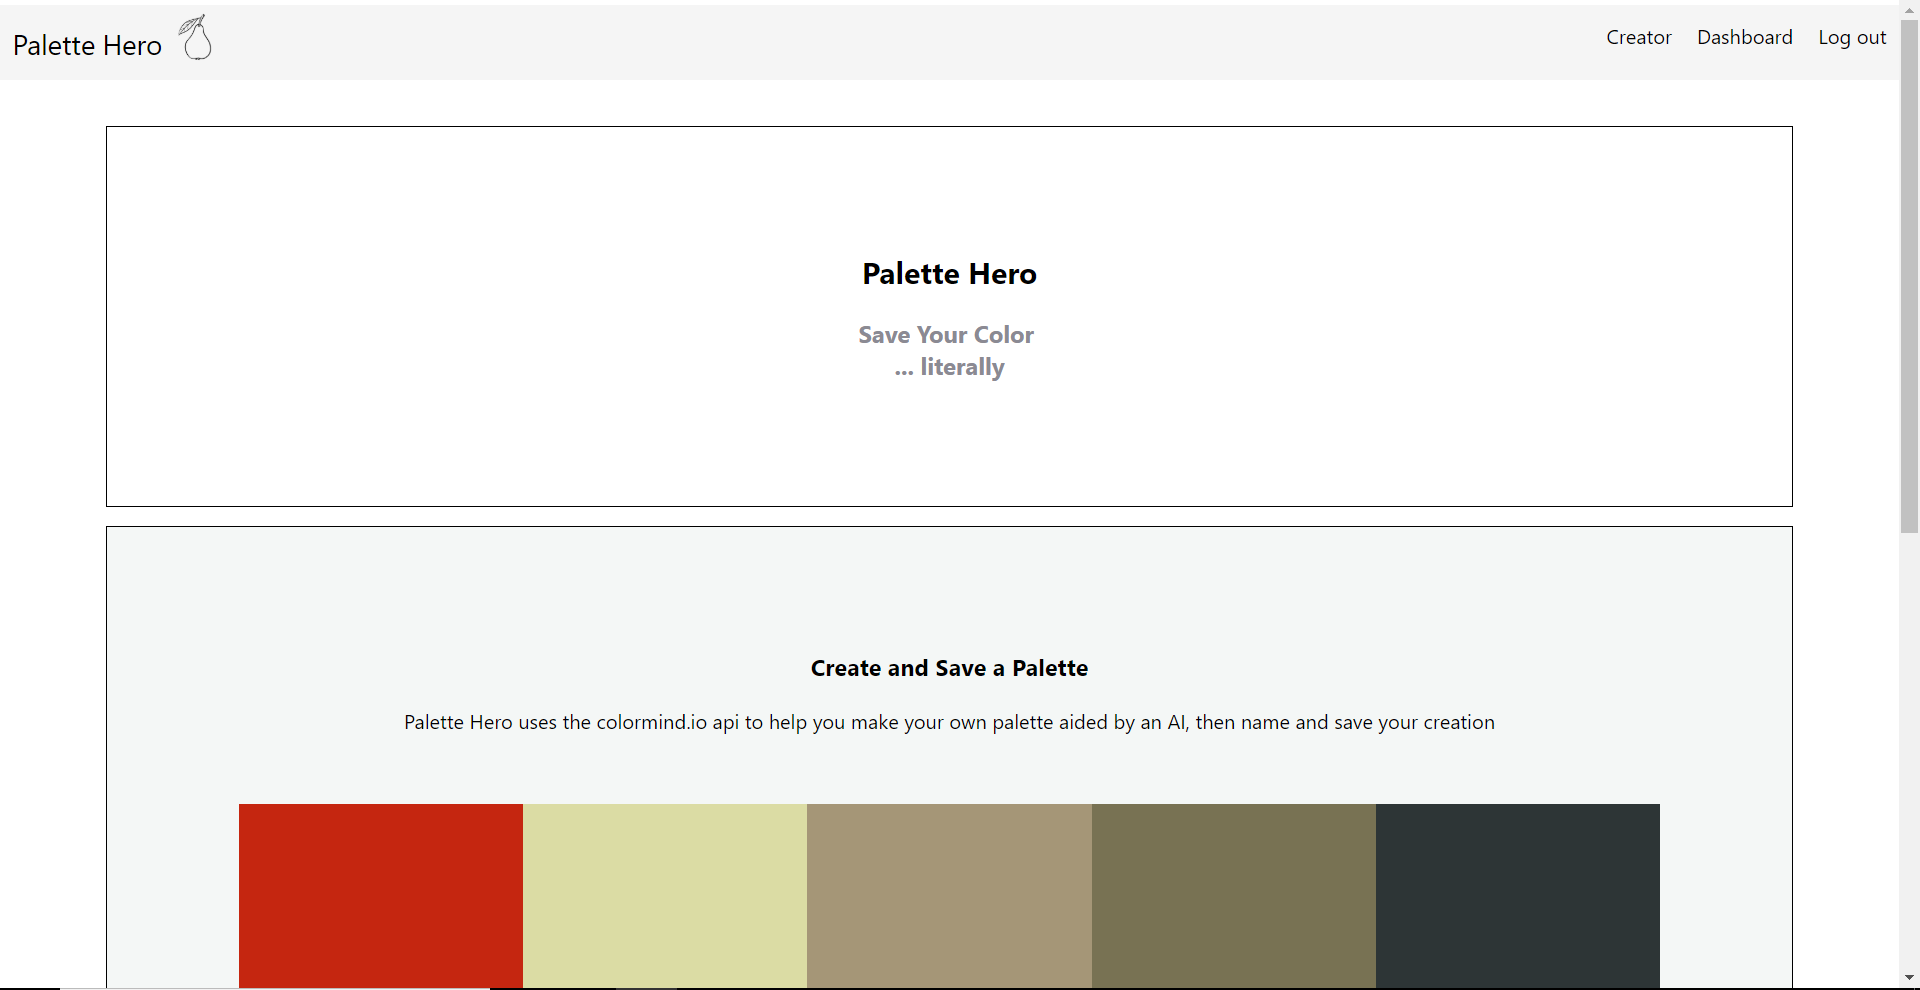 Palette Hero
Creator Dashboard Log out
Palette Hero
Save Your Color
... literally
Create and Save a Palette
Palette Hero uses the colormind.io api to help you make your own palette aided by an AI, then name and save your creation